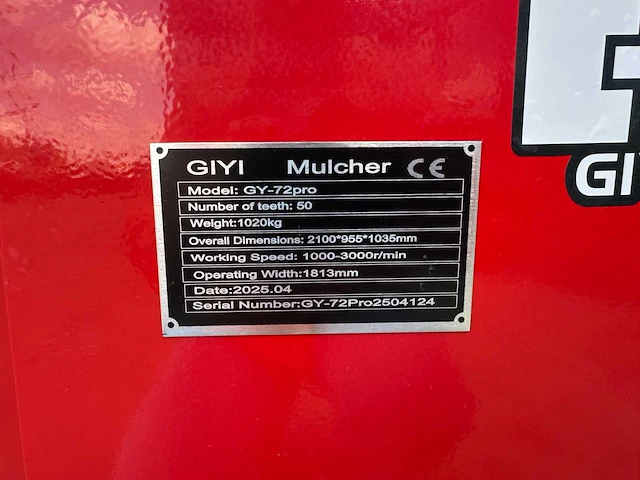 GIYI Mulcher CE
Model: GY-72pro
Number of teeth: 50
Weight:1020kg
Overall Dimensions: 2100*955*1035mm
Working Speed: 1000-3000r/min
Operating Width:1813mm
Date:2025.04
Serial Number:GY-72Pro2504124